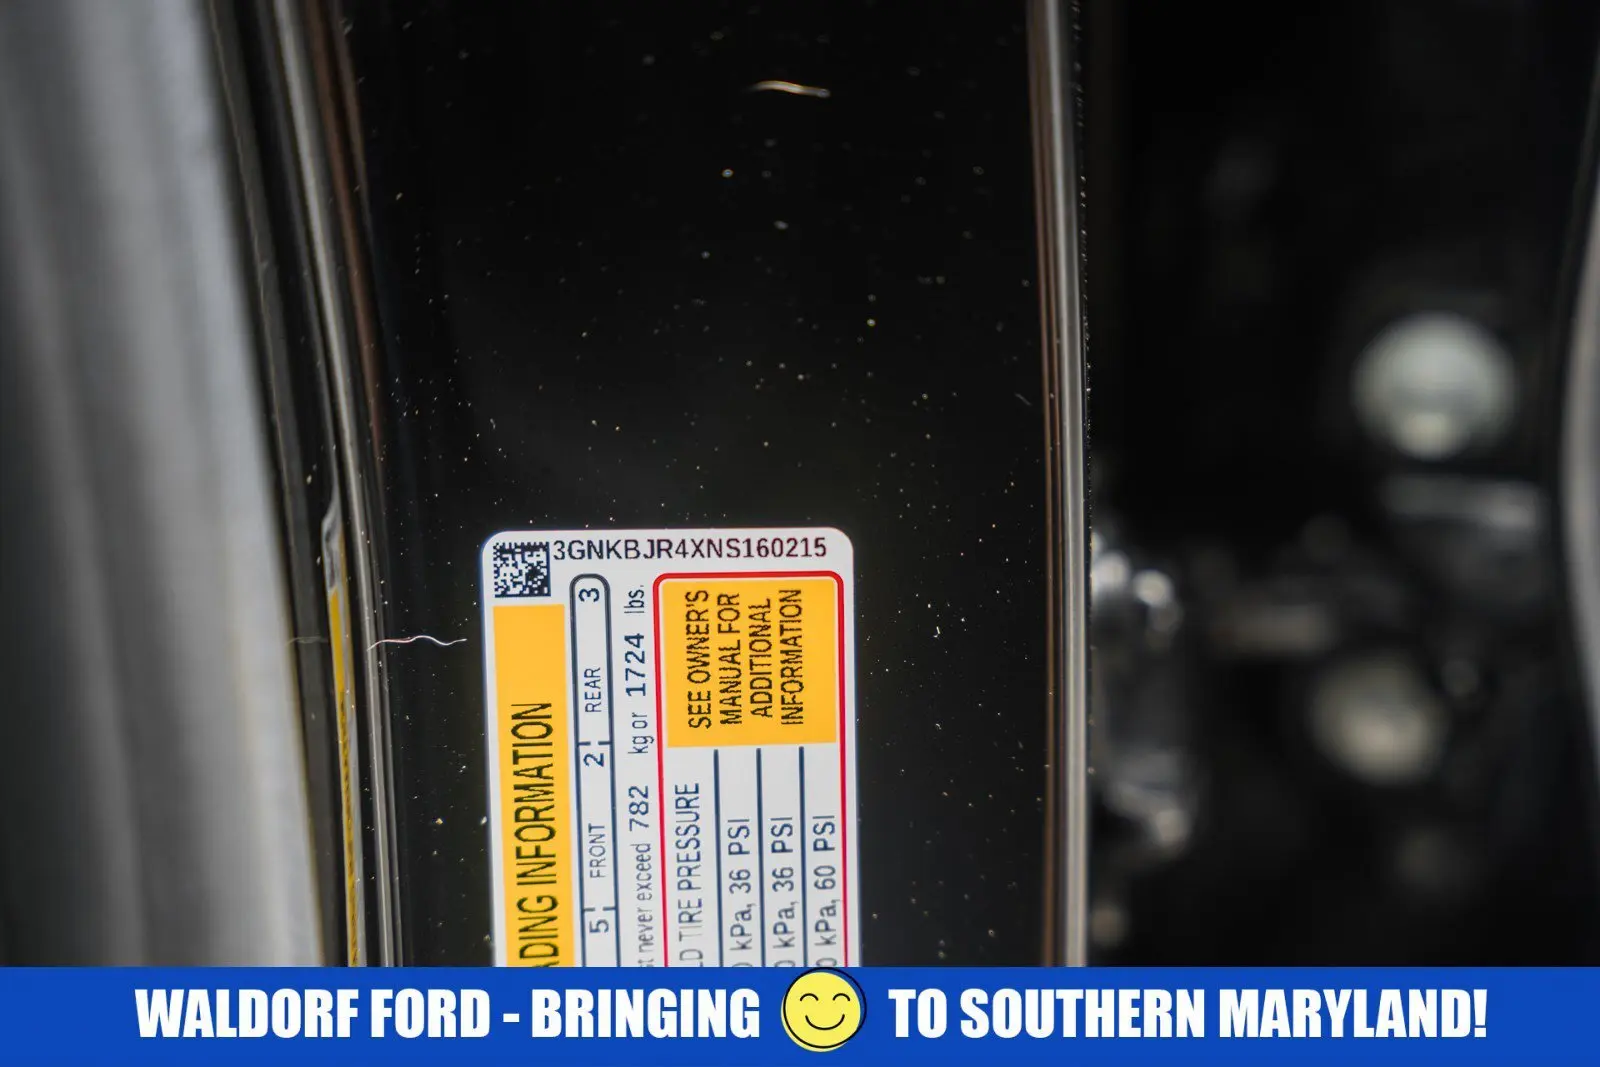 3GNKBJR4XNS160215
ADING INFORMATION
5 FRONT 2 REAR 3
never exceed 782 kg or 1724 lbs.
TIRE PRESSURE
SEE OWNER'S
MANUAL FOR
ADDITIONAL
INFORMATION
kPa, 36 PSI
kPa, 36 PSI
kPa, 60 PSI
WALDORF FORD - BRINGING TO SOUTHERN MARYLAND!